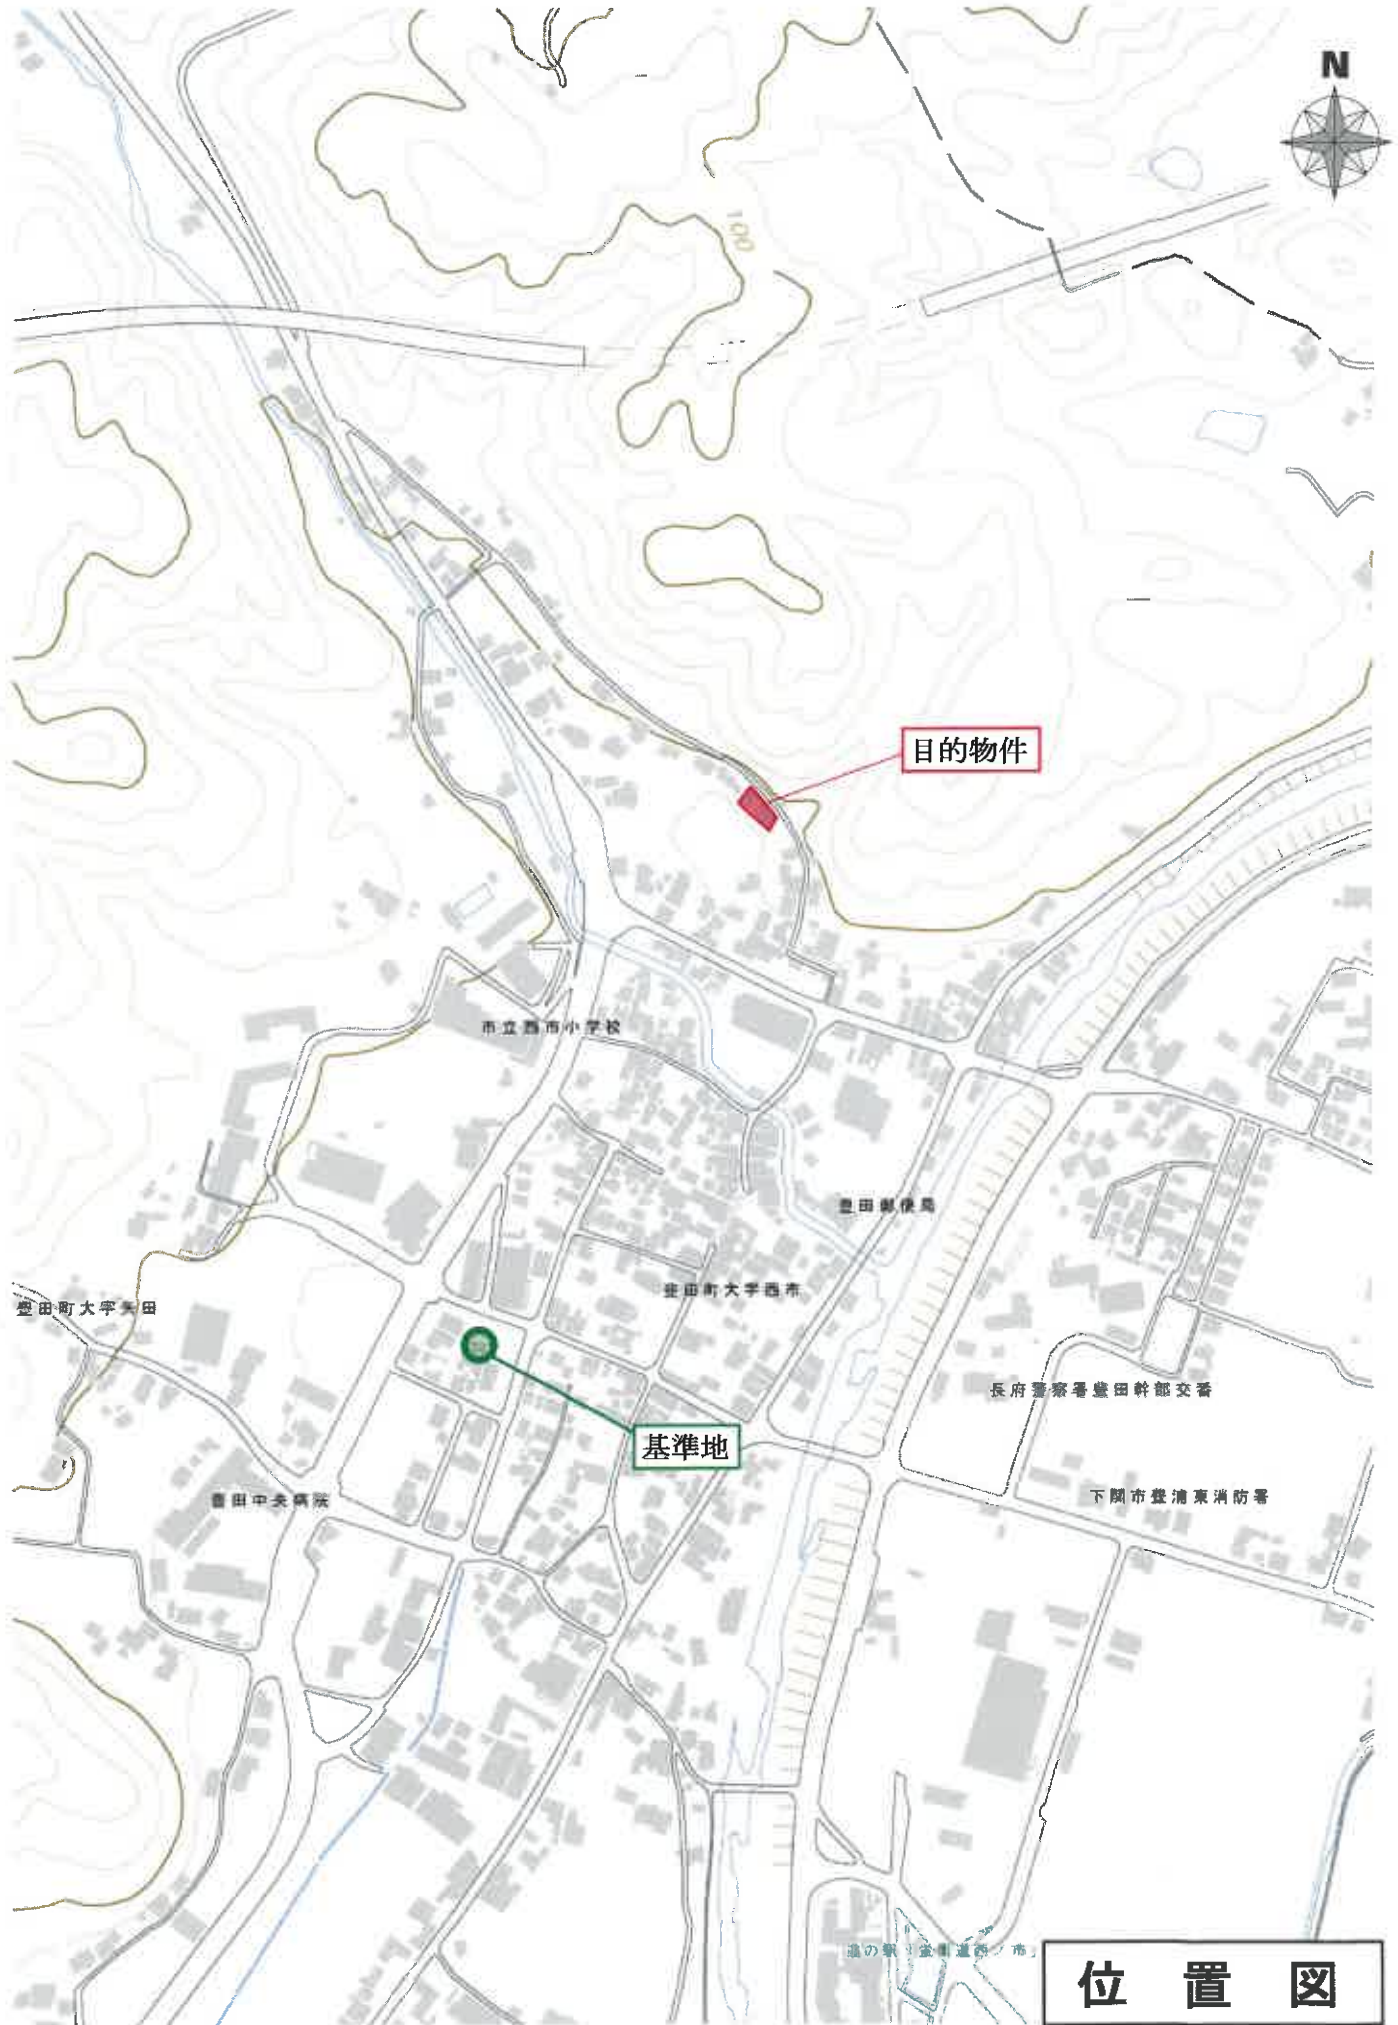 N
100
目的物件
市立西市小学校
豊田郵便局
豊田町大字西市
豊田町大字矢田
長府警察署豊田幹部交番
基準地
豊田中央病院
下関市豊浦東消防署
位置図